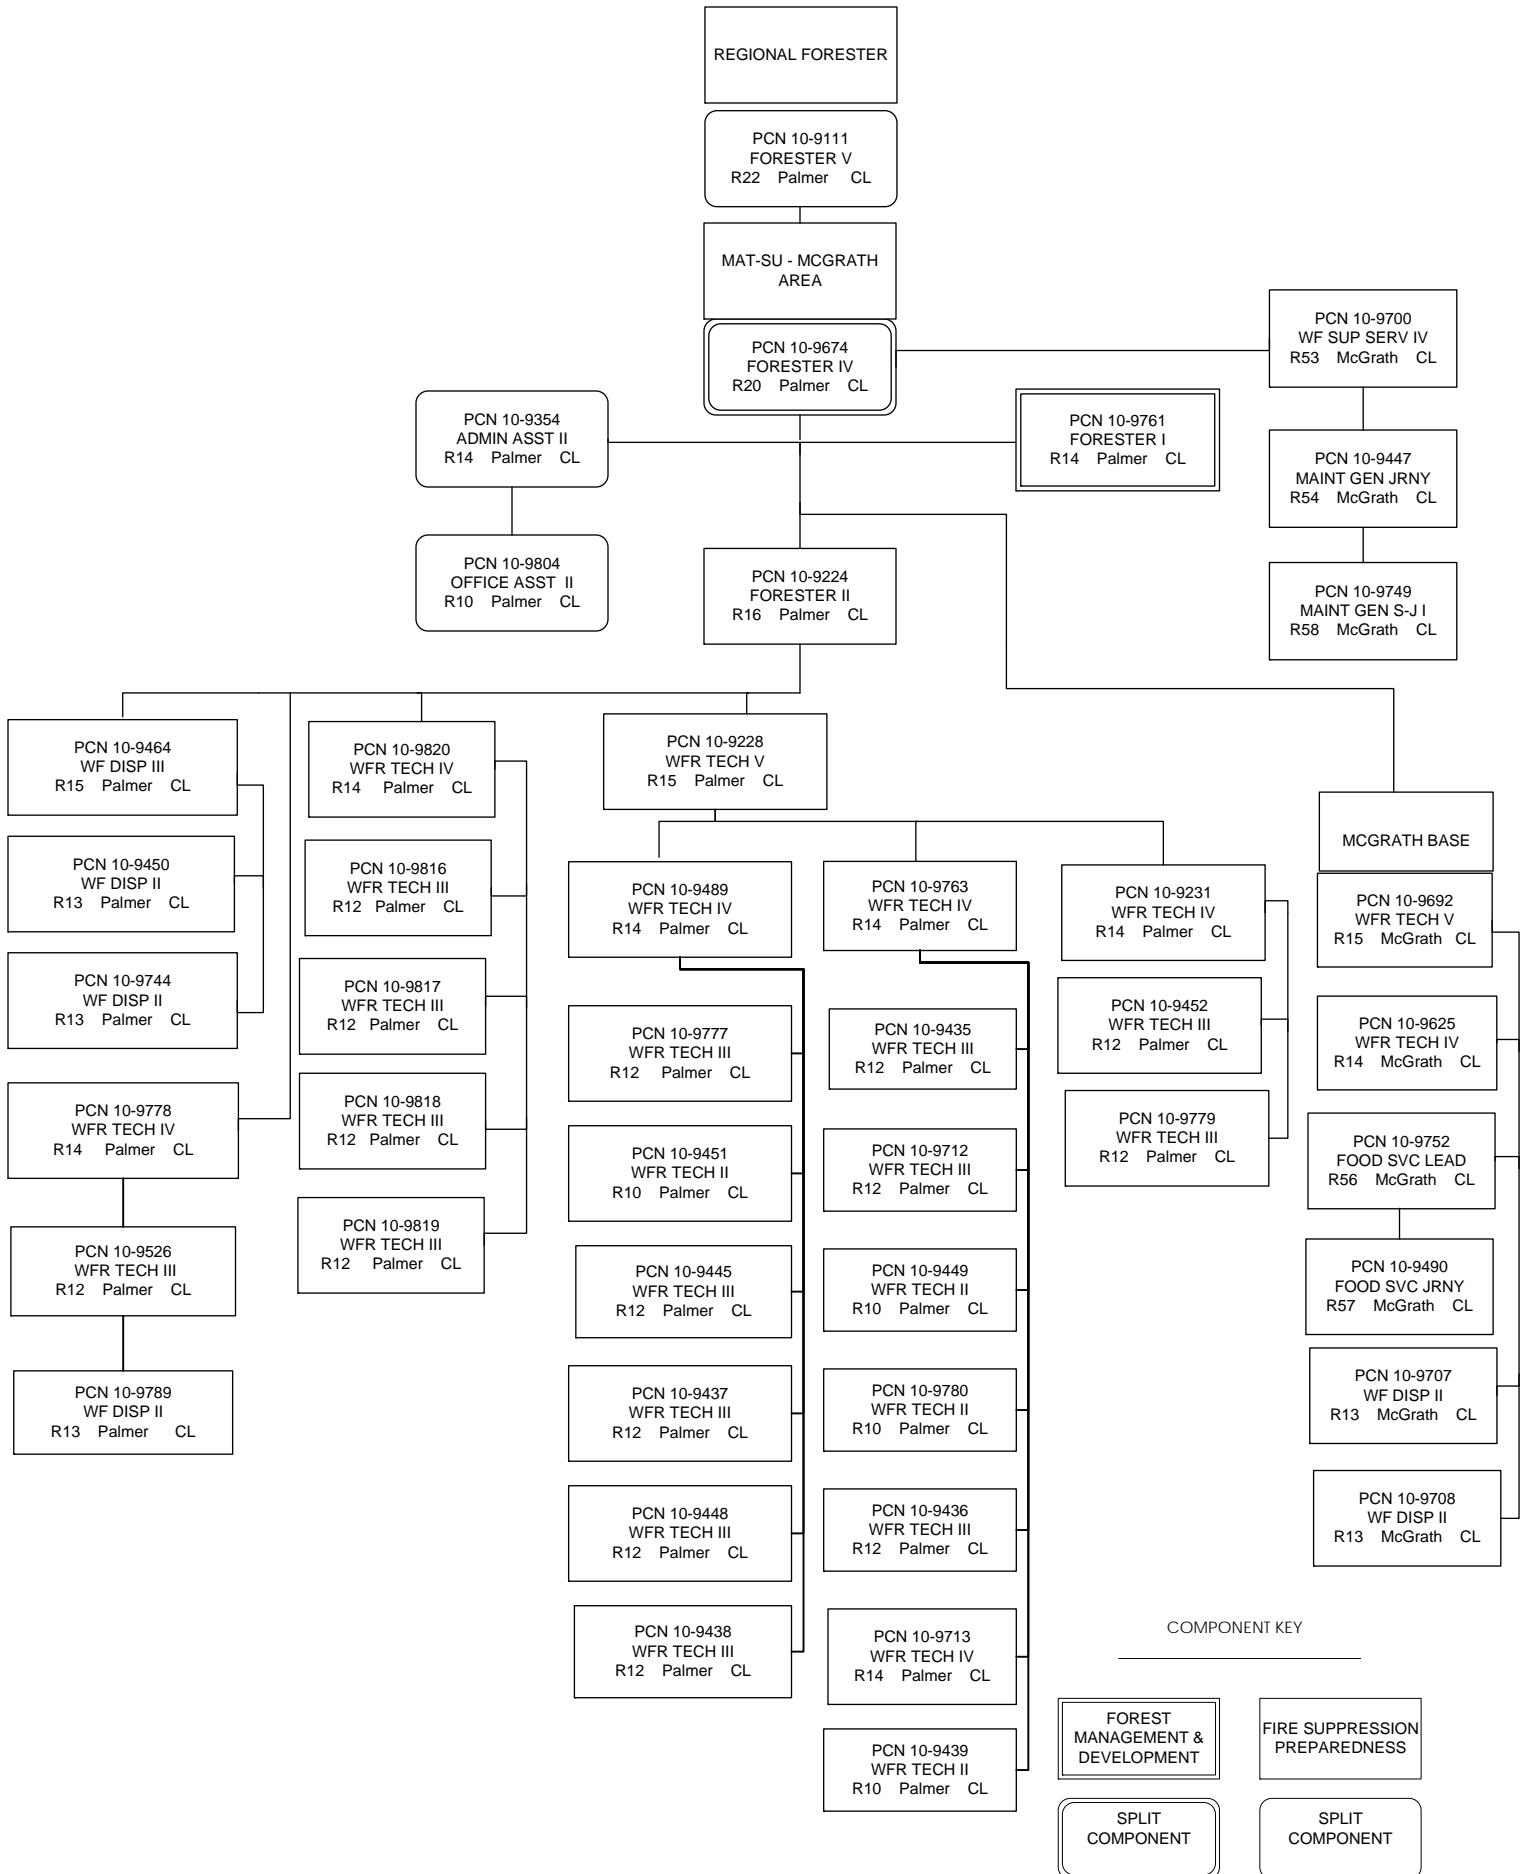 REGIONAL FORESTER
PCN 10-9111
FORESTER V
R22 Palmer CL
MAT-SU - MCGRATH
AREA
PCN 10-9674
FORESTER IV
R20 Palmer CL
PCN 10-9700
WF SUP SERV IV
R53 McGrath CL
PCN 10-9354
ADMIN ASST II
R14 Palmer CL
PCN 10-9761
FORESTER I
R14 Palmer CL
PCN 10-9447
MAINT GEN JRNY
R54 McGrath CL
PCN 10-9804
OFFICE ASST II
R10 Palmer CL
PCN 10-9224
FORESTER II
R16 Palmer CL
PCN 10-9749
MAINT GEN S-J I
R58 McGrath CL
PCN 10-9464
WF DISP III
R15 Palmer CL
PCN 10-9450
WF DISP II
R13 Palmer CL
PCN 10-9744
WF DISP II
R13 Palmer CL
PCN 10-9778
WFR TECH IV
R14 Palmer CL
PCN 10-9526
WFR TECH III
R12 Palmer CL
PCN 10-9789
WF DISP II
R13 Palmer CL
PCN 10-9820
WFR TECH IV
R14 Palmer CL
PCN 10-9816
WFR TECH III
R12 Palmer CL
PCN 10-9817
WFR TECH III
R12 Palmer CL
PCN 10-9818
WFR TECH III
R12 Palmer CL
PCN 10-9819
WFR TECH III
R12 Palmer CL
PCN 10-9228
WFR TECH V
R15 Palmer CL
PCN 10-9489
WFR TECH IV
R14 Palmer CL
PCN 10-9777
WFR TECH III
R12 Palmer CL
PCN 10-9451
WFR TECH II
R10 Palmer CL
PCN 10-9445
WFR TECH III
R12 Palmer CL
PCN 10-9437
WFR TECH III
R12 Palmer CL
PCN 10-9448
WFR TECH III
R12 Palmer CL
PCN 10-9438
WFR TECH III
R12 Palmer CL
PCN 10-9763
WFR TECH IV
R14 Palmer CL
PCN 10-9435
WFR TECH III
R12 Palmer CL
PCN 10-9712
WFR TECH III
R12 Palmer CL
PCN 10-9449
WFR TECH II
R10 Palmer CL
PCN 10-9780
WFR TECH II
R10 Palmer CL
PCN 10-9436
WFR TECH III
R12 Palmer CL
PCN 10-9713
WFR TECH IV
R14 Palmer CL
PCN 10-9439
WFR TECH II
R10 Palmer CL
PCN 10-9231
WFR TECH IV
R14 Palmer CL
PCN 10-9452
WFR TECH III
R12 Palmer CL
PCN 10-9779
WFR TECH III
R12 Palmer CL
MCGRATH BASE
PCN 10-9692
WFR TECH V
R15 McGrath CL
PCN 10-9625
WFR TECH IV
R14 McGrath CL
PCN 10-9752
FOOD SVC LEAD
R56 McGrath CL
PCN 10-9490
FOOD SVC JRNY
R57 McGrath CL
PCN 10-9707
WF DISP II
R13 McGrath CL
PCN 10-9708
WF DISP II
R13 McGrath CL
COMPONENT KEY
FOREST
MANAGEMENT &
DEVELOPMENT
FIRE SUPPRESSION
PREPAREDNESS
SPLIT
COMPONENT
SPLIT
COMPONENT